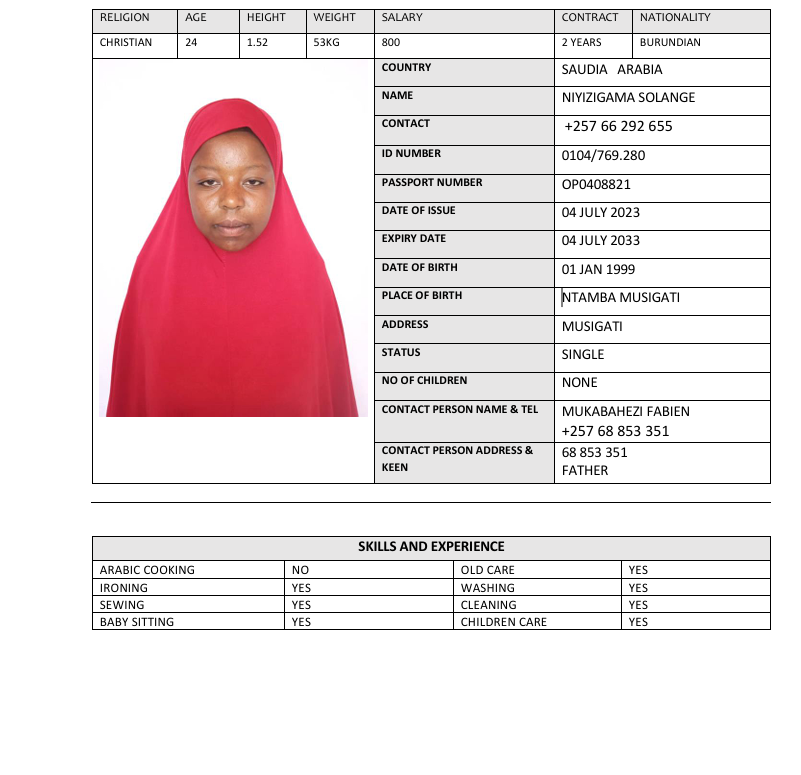 RELIGION AGE HEIGHT WEIGHT SALARY CONTRACT NATIONALITY
CHRISTIAN 24 1.52 53KG 800 2 YEARS BURUNDIAN
COUNTRY SAUDIA ARABIA
NAME NIYIZIGAMA SOLANGE
CONTACT +257 66 292 655
ID NUMBER 0104/769.280
PASSPORT NUMBER OP0408821
DATE OF ISSUE 04 JULY 2023
EXPIRY DATE 04 JULY 2033
DATE OF BIRTH 01 JAN 1999
PLACE OF BIRTH NTAMBA MUSIGATI
ADDRESS MUSIGATI
STATUS SINGLE
NO OF CHILDREN NONE
CONTACT PERSON NAME & TEL MUKABAHEZI FABIEN
+257 68 853 351
CONTACT PERSON ADDRESS & 68 853 351
KEEN FATHER
SKILLS AND EXPERIENCE
ARABIC COOKING NO OLD CARE YES
IRONING YES WASHING YES
SEWING YES CLEANING YES
BABY SITTING YES CHILDREN CARE YES